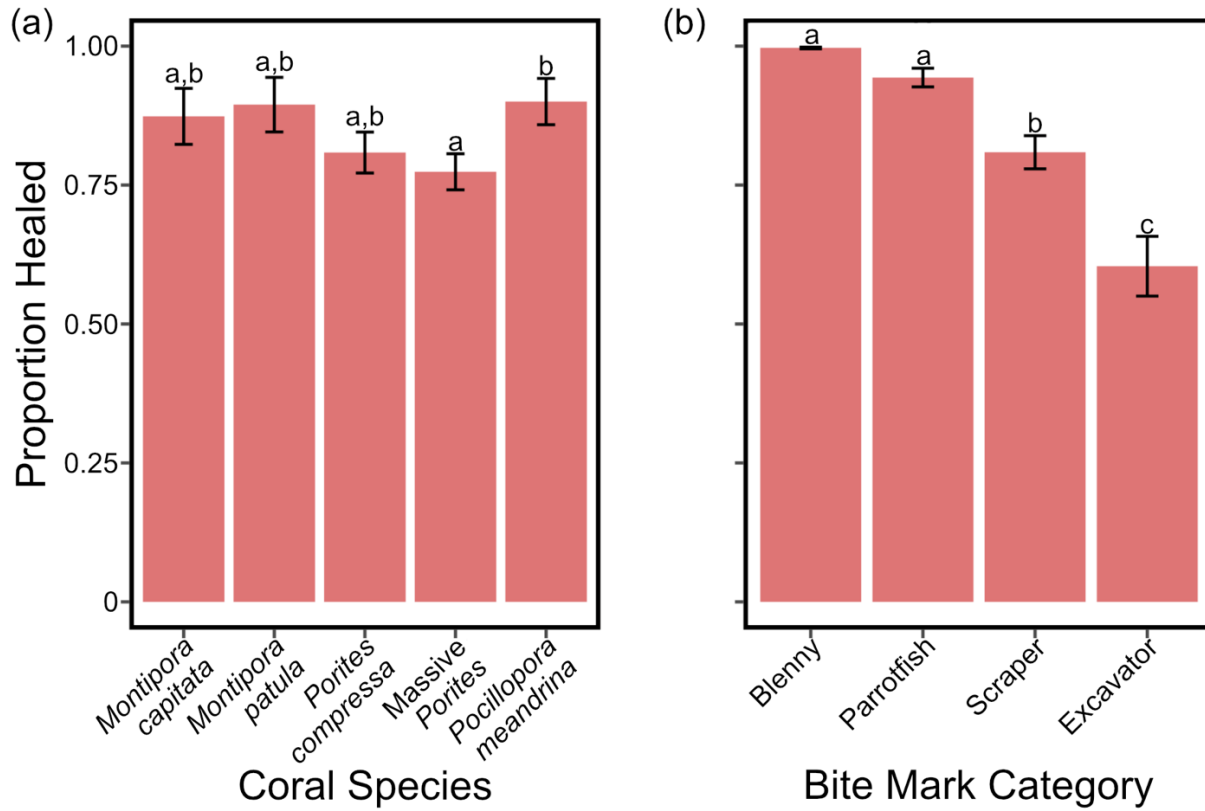 (a)
Proportion Healed
1.00
0.75
0.50
0.25
0
a,b
a,b
a,b
a
b
Montipora
capitata
Montipora
patula
Porites
compressa
Massive
Porites
Pocillopora
meandrina
Coral Species
(b)
a
a
b
c
Blenny
Parrotfish
Scraper
Excavator
Bite Mark Category